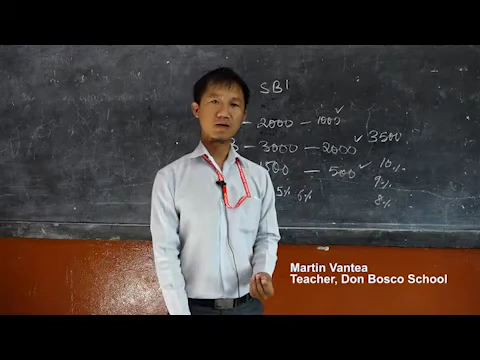 SBI
– 2000 – 1000 ✓
3500
– 3000 – 2000 ✓
1500 – 500 ✓
10%
5% 6%
9%
8%
Martin Vantea
Teacher, Don Bosco School